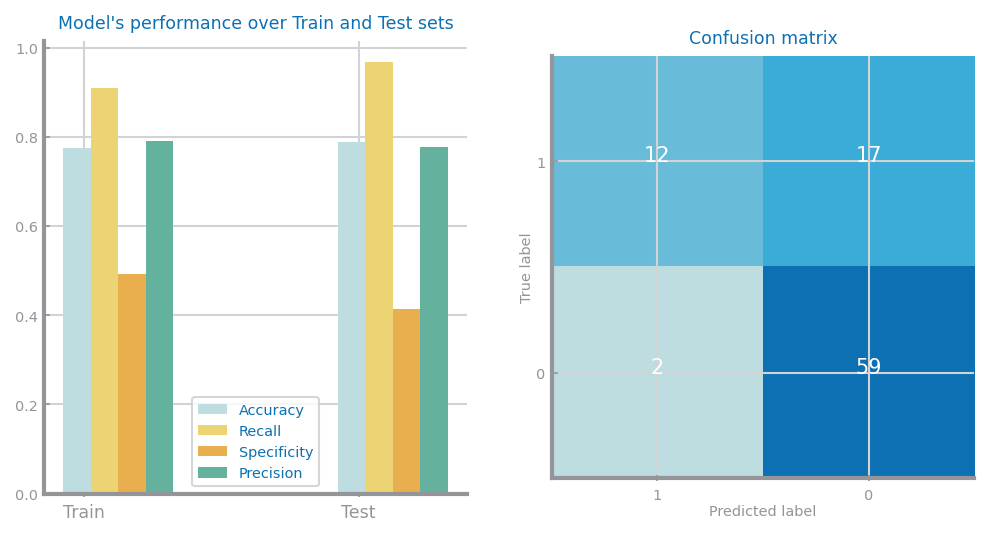 Model's performance over Train and Test sets
1.0
0.8
0.6
0.4
0.2
0.0
Train
Test
Accuracy
Recall
Specificity
Precision
Confusion matrix
True label
1
0
12
17
2
59
1
0
Predicted label